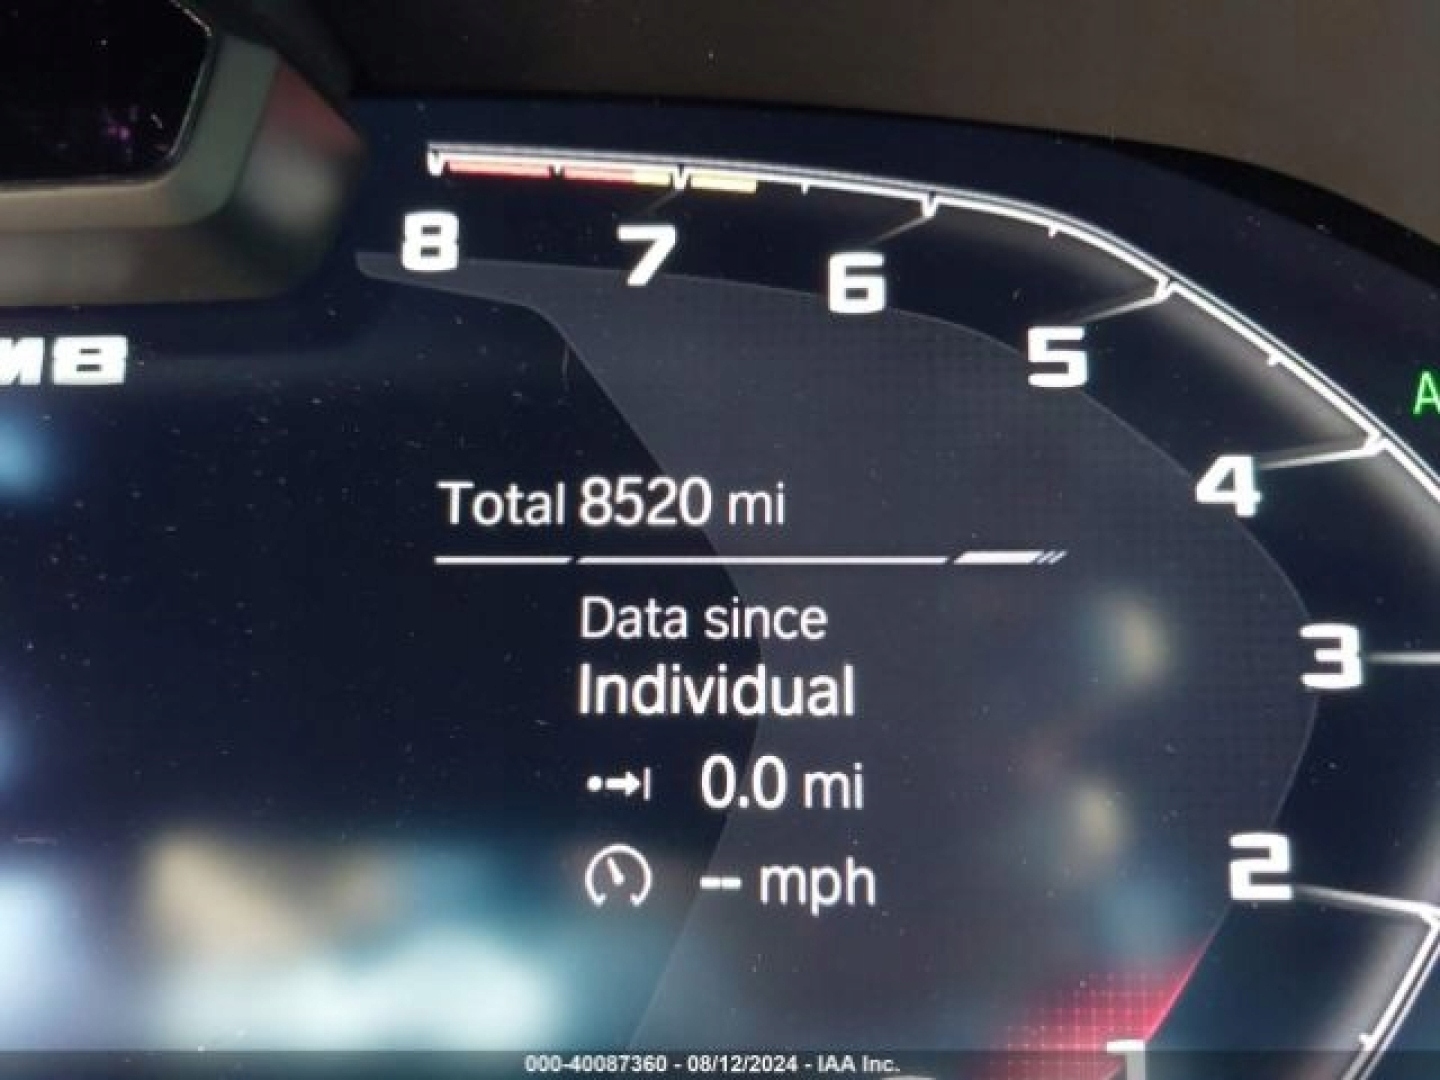 8
7
6
5
4
3
2
1
M8
A
Total 8520 mi
Data since
Individual
0.0 mi
-- mph
000-40087360 - 08/12/2024 - IAA Inc.